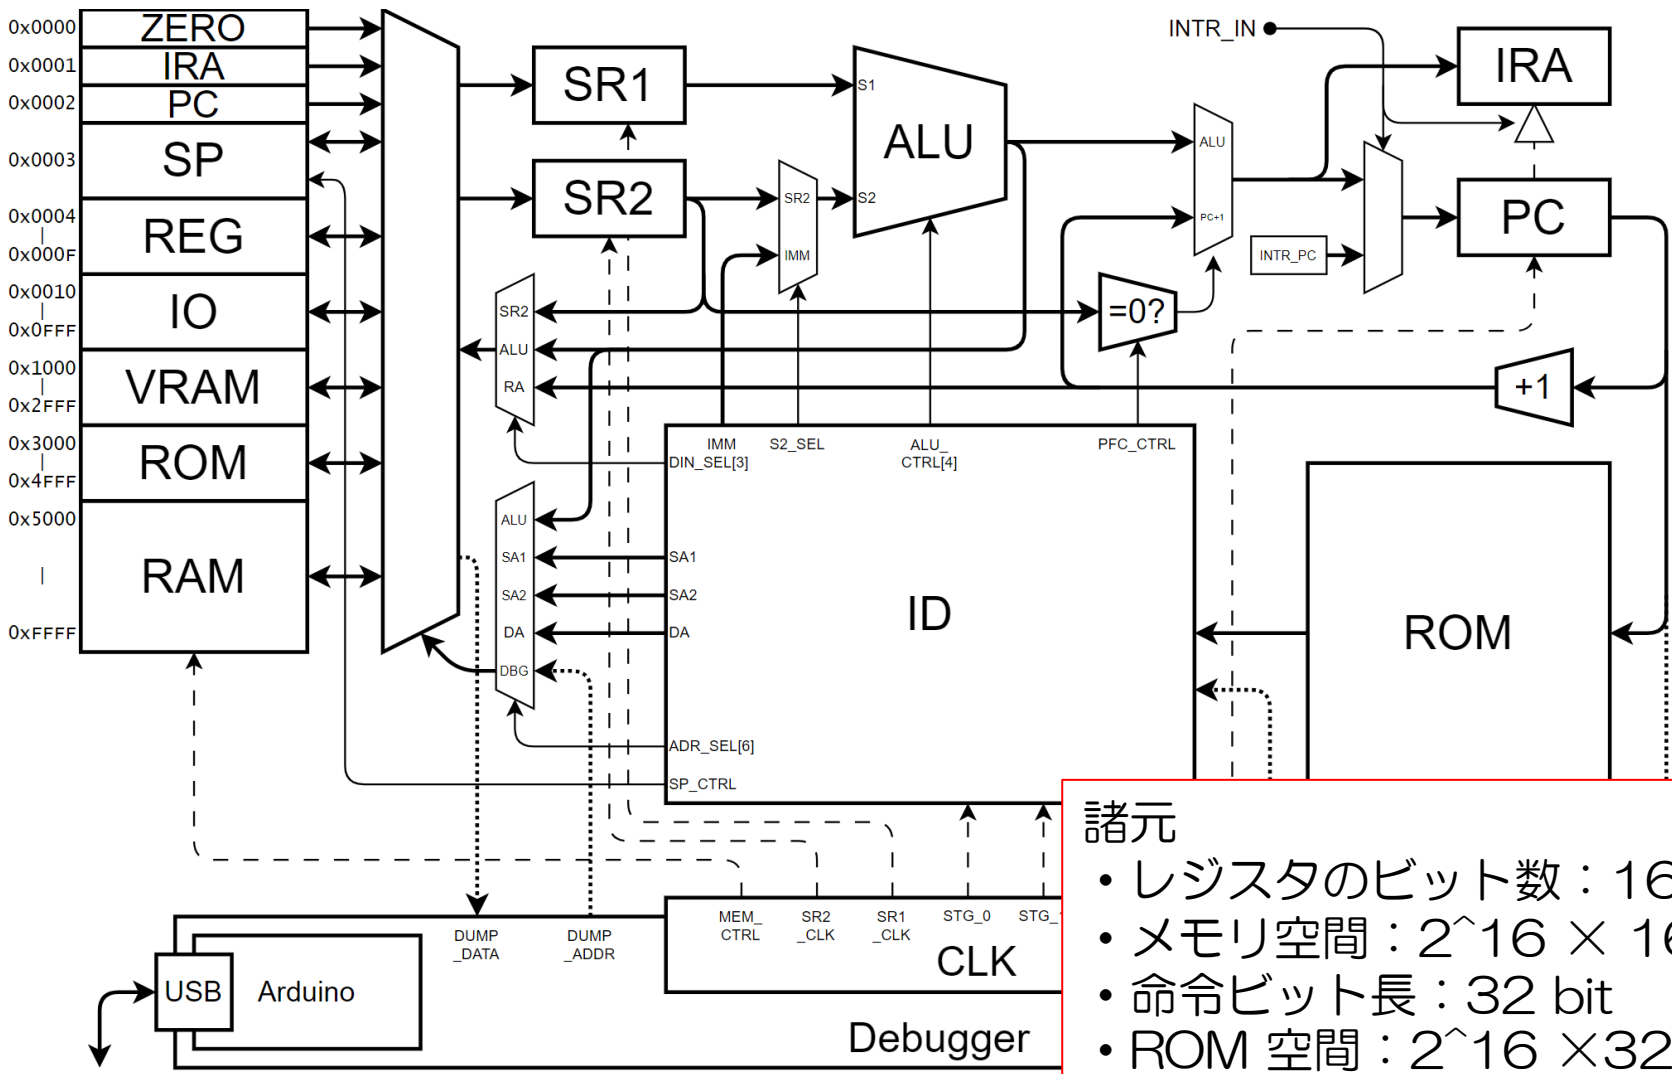 0x0000
ZERO
0x0001
IRA
0x0002
PC
0x0003
SP
0x0004
|
0x000F
REG
0x0010
|
0x0FFF
IO
0x1000
|
0x2FFF
VRAM
0x3000
|
0x4FFF
ROM
0x5000
|
0xFFFF
RAM
SR1
SR2
SR2
IMM
S1
S2
ALU
INTR_IN
ALU
PC+1
INTR_PC
IRA
PC
=0?
+1
SR2
ALU
RA
ALU
SA1
SA2
DA
DBG
IMM
S2_SEL
ALU_
CTRL[4]
PFC_CTRL
DIN_SEL[3]
SA1
SA2
DA
ADR_SEL[6]
SP_CTRL
ID
ROM
DUMP
_DATA
DUMP
_ADDR
MEM_
CTRL
SR2
_CLK
SR1
_CLK
STG_0
STG_
CLK
USB
Arduino
Debugger
諸元
• レジスタのビット数：16
• メモリ空間：2^16 × 16
• 命令ビット長：32 bit
• ROM 空間：2^16 ×32